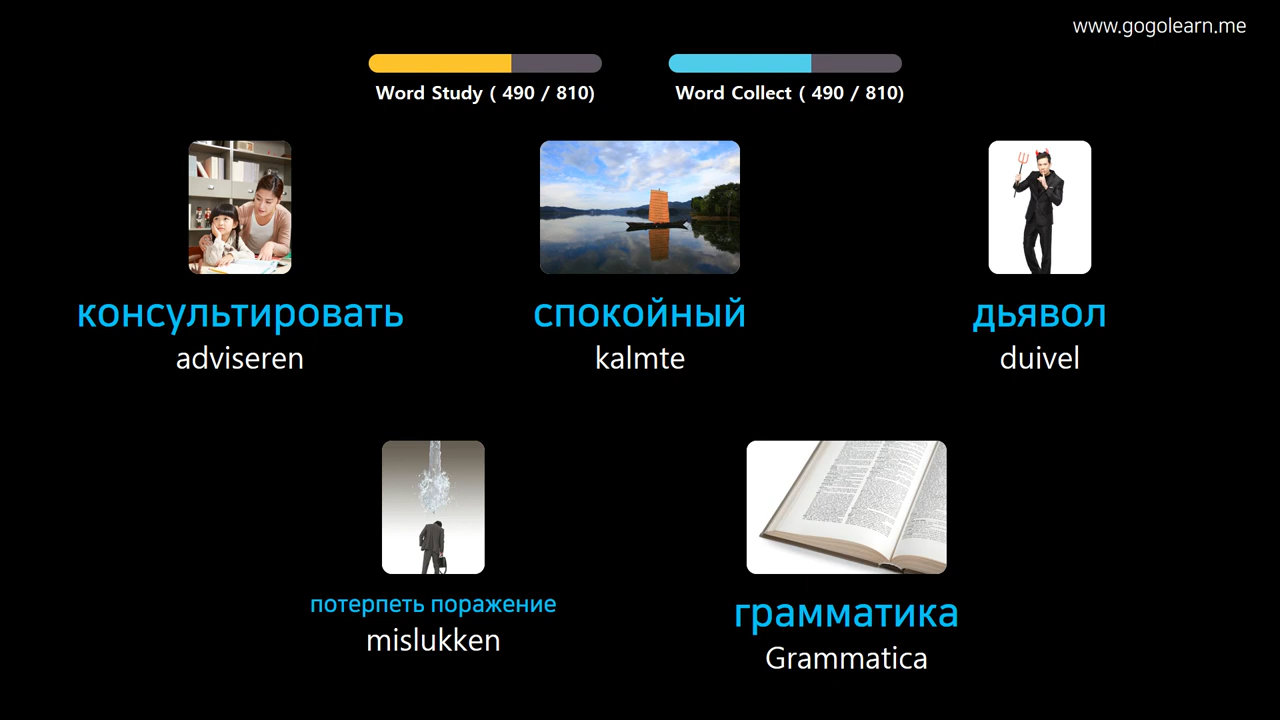 www.gogolearn.me
Word Study ( 490 / 810)
Word Collect ( 490 / 810)
консультировать
adviseren
спокойный
kalmte
дьявол
duivel
потерпеть поражение
mislukken
грамматика
Grammatica